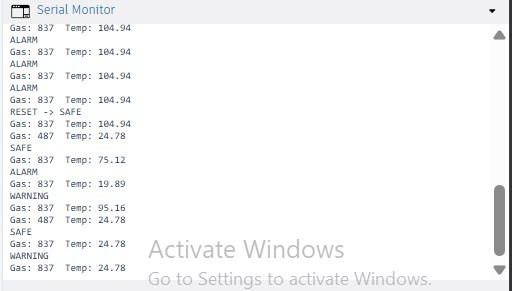 Serial Monitor
Gas: 837  Temp: 104.94
ALARM
Gas: 837  Temp: 104.94
ALARM
Gas: 837  Temp: 104.94
ALARM
Gas: 837  Temp: 104.94
RESET -> SAFE
Gas: 837  Temp: 104.94
Gas: 487  Temp: 24.78
SAFE
Gas: 837  Temp: 75.12
ALARM
Gas: 837  Temp: 19.89
WARNING
Gas: 837  Temp: 95.16
Gas: 487  Temp: 24.78
SAFE
Gas: 837  Temp: 24.78
WARNING
Gas: 837  Temp: 24.78
Activate Windows
Go to Settings to activate Windows.